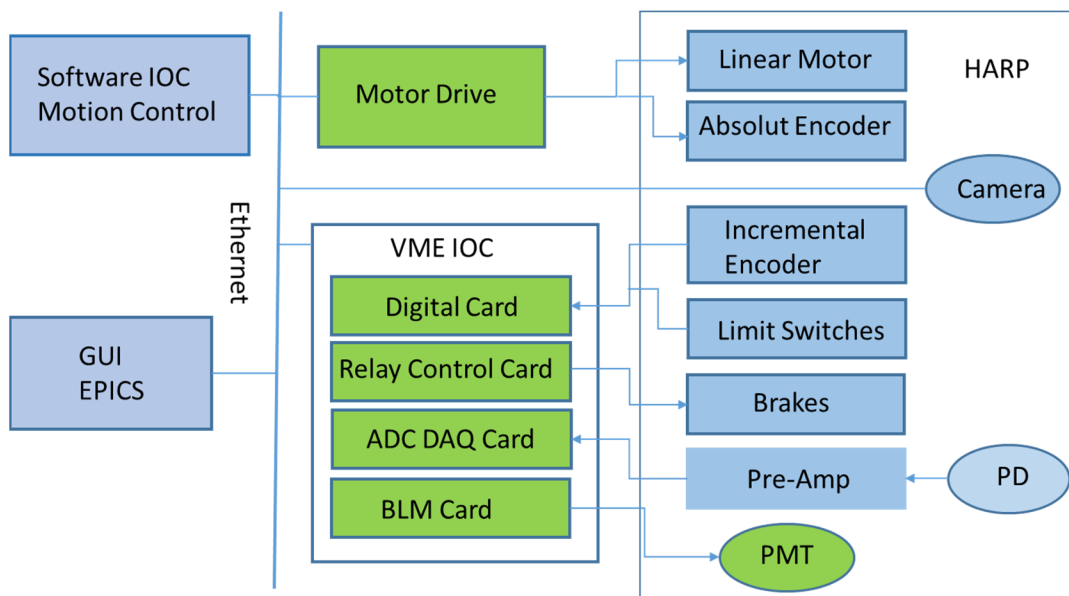 Software IOC
Motion Control
Motor Drive
Linear Motor
HARP
Absolut Encoder
Camera
Ethernet
VME IOC
Incremental
Encoder
Digital Card
Limit Switches
GUI
EPICS
Relay Control Card
Brakes
ADC DAQ Card
Pre-Amp
PD
BLM Card
PMT